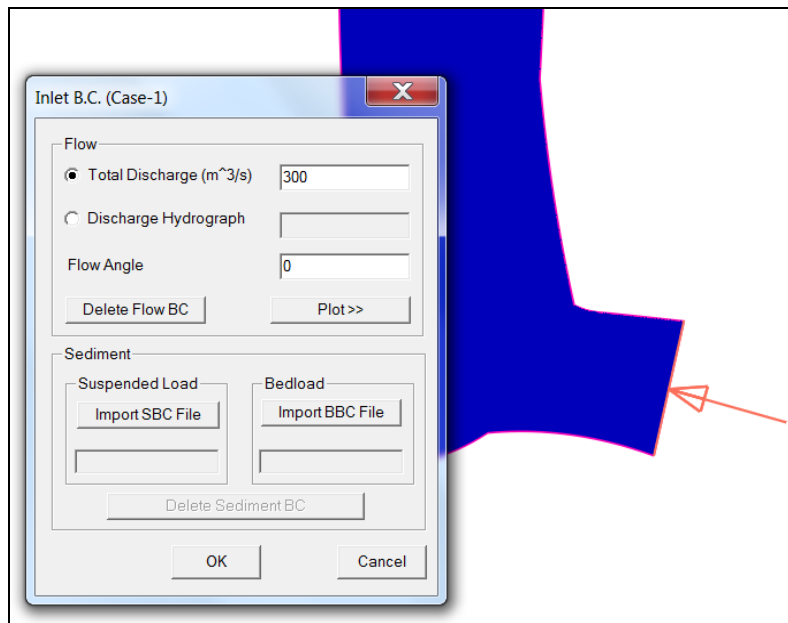 Inlet B.C. (Case-1)
Flow
Total Discharge (m^3/s) 300
Discharge Hydrograph
Flow Angle 0
Delete Flow BC Plot >>
Sediment
Suspended Load Bedload
Import SBC File Import BBC File
Delete Sediment BC
OK Cancel